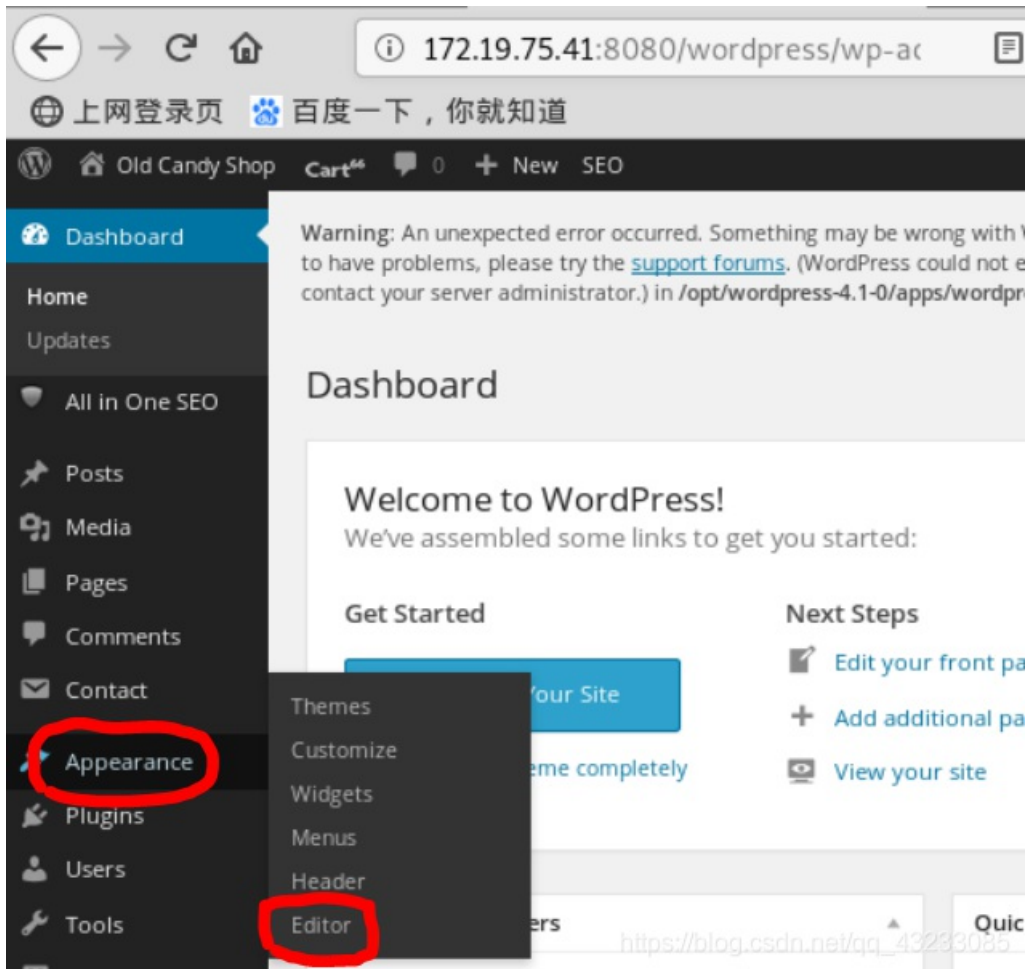 172.19.75.41:8080/wordpress/wp-ac
上网登录页 百度一下，你就知道
Old Candy Shop Cart66 0 + New SEO
Dashboard
Home
Updates
All in One SEO
Posts
Media
Pages
Comments
Contact
Appearance
Plugins
Users
Tools
Themes
Customize
Widgets
Menus
Header
Editor
Warning: An unexpected error occurred. Something may be wrong with
to have problems, please try the support forums. (WordPress could not e
contact your server administrator.) in /opt/wordpress-4.1-0/apps/wordpr
Dashboard
Welcome to WordPress!
We've assembled some links to get you started:
Get Started
Your Site
eme completely
Next Steps
Edit your front pa
Add additional pa
View your site
ers
Quic
https://blog.csdn.net/qq_43233085